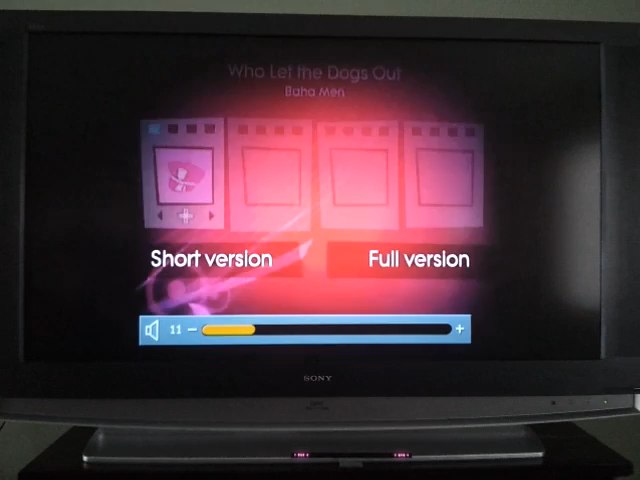 Who Let the Dogs Out
Baha Men
Short version
Full version
11 − +
SONY